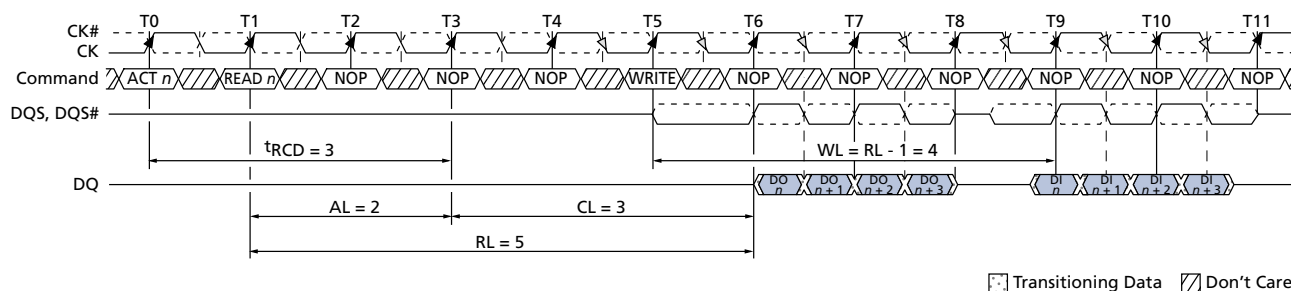 T0 T1 T2 T3 T4 T5 T6 T7 T8 T9 T10 T11
CK#
CK
Command ACT n READ n NOP NOP NOP WRITE NOP NOP NOP NOP NOP NOP
DQS, DQS#
tRCD = 3 WL = RL - 1 = 4
DQ DO n DO n + 1 DO n + 2 DO n + 3 DI n DI n + 1 DI n + 2 DI n + 3
AL = 2 CL = 3
RL = 5
Transitioning Data Don't Care